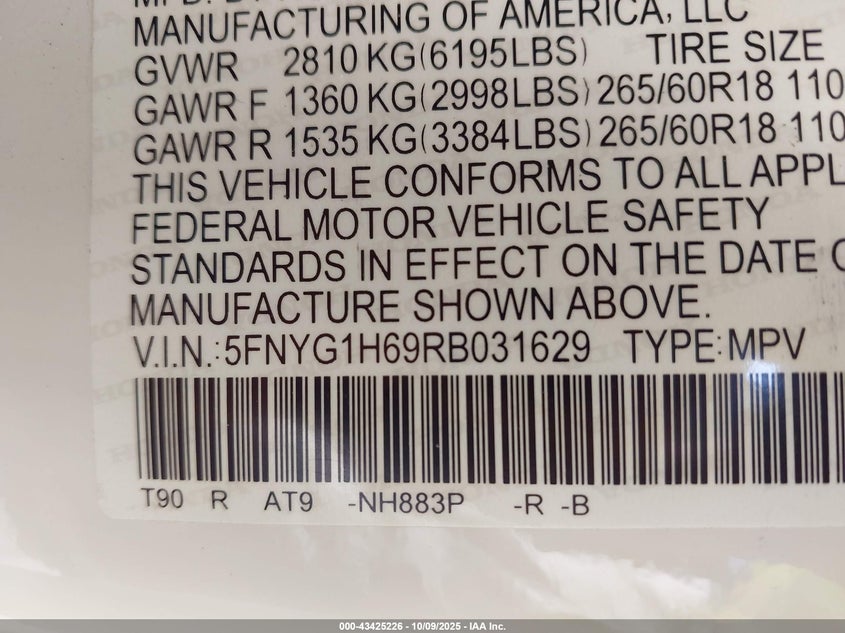 MANUFACTURING OF AMERICA, LLC
GVWR 2810 KG(6195LBS) TIRE SIZE
GAWR F 1360 KG(2998LBS) 265/60R18 110
GAWR R 1535 KG(3384LBS) 265/60R18 110
THIS VEHICLE CONFORMS TO ALL APPL
FEDERAL MOTOR VEHICLE SAFETY
STANDARDS IN EFFECT ON THE DATE O
MANUFACTURE SHOWN ABOVE.
V.I.N.:5FNYG1H69RB031629 TYPE:MPV
T90 R AT9 -NH883P -R -B
000-43425226 - 10/09/2025 - IAA Inc.